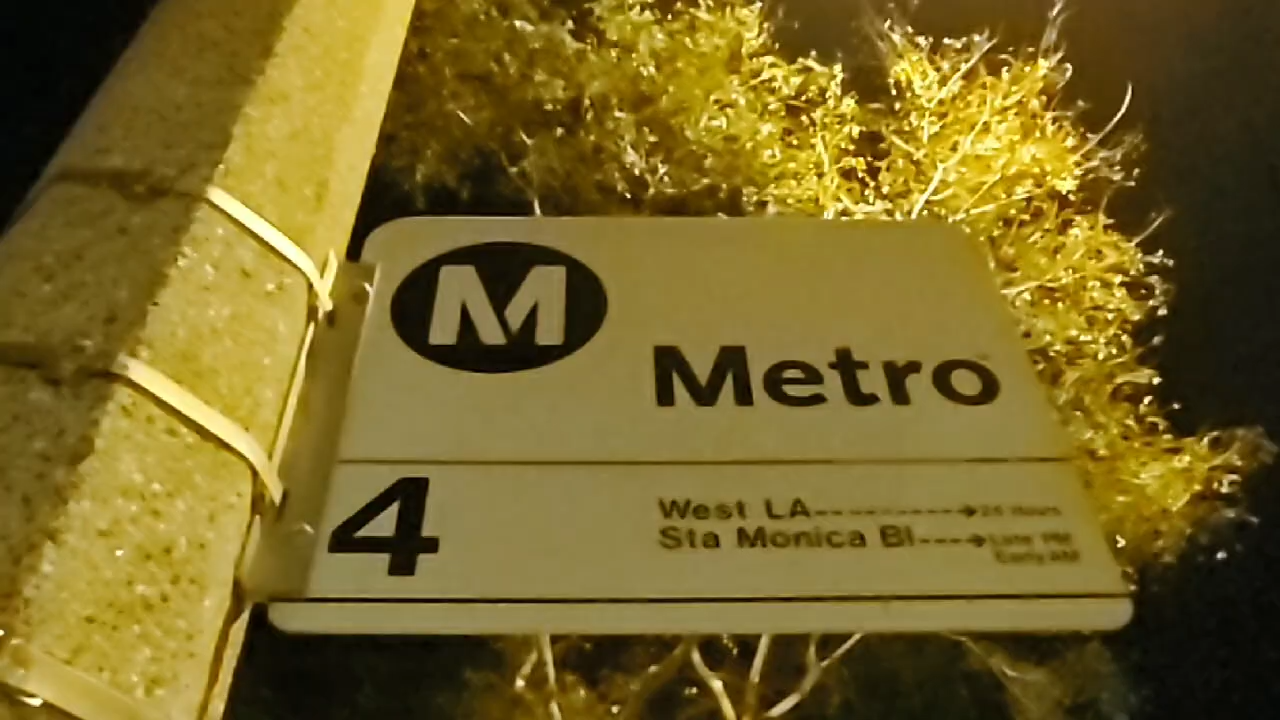 M
Metro
4
West LA----------→24 Hours
Sta Monica Bl----→Late PM
Early AM